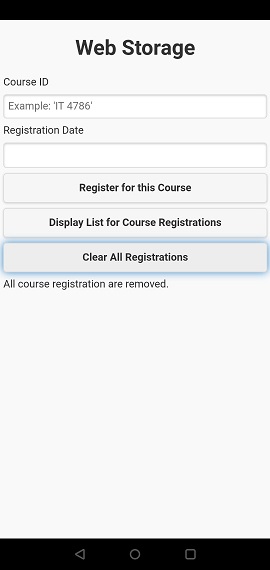 Web Storage
Course ID
Example: 'IT 4786'
Registration Date
Register for this Course
Display List for Course Registrations
Clear All Registrations
All course registration are removed.